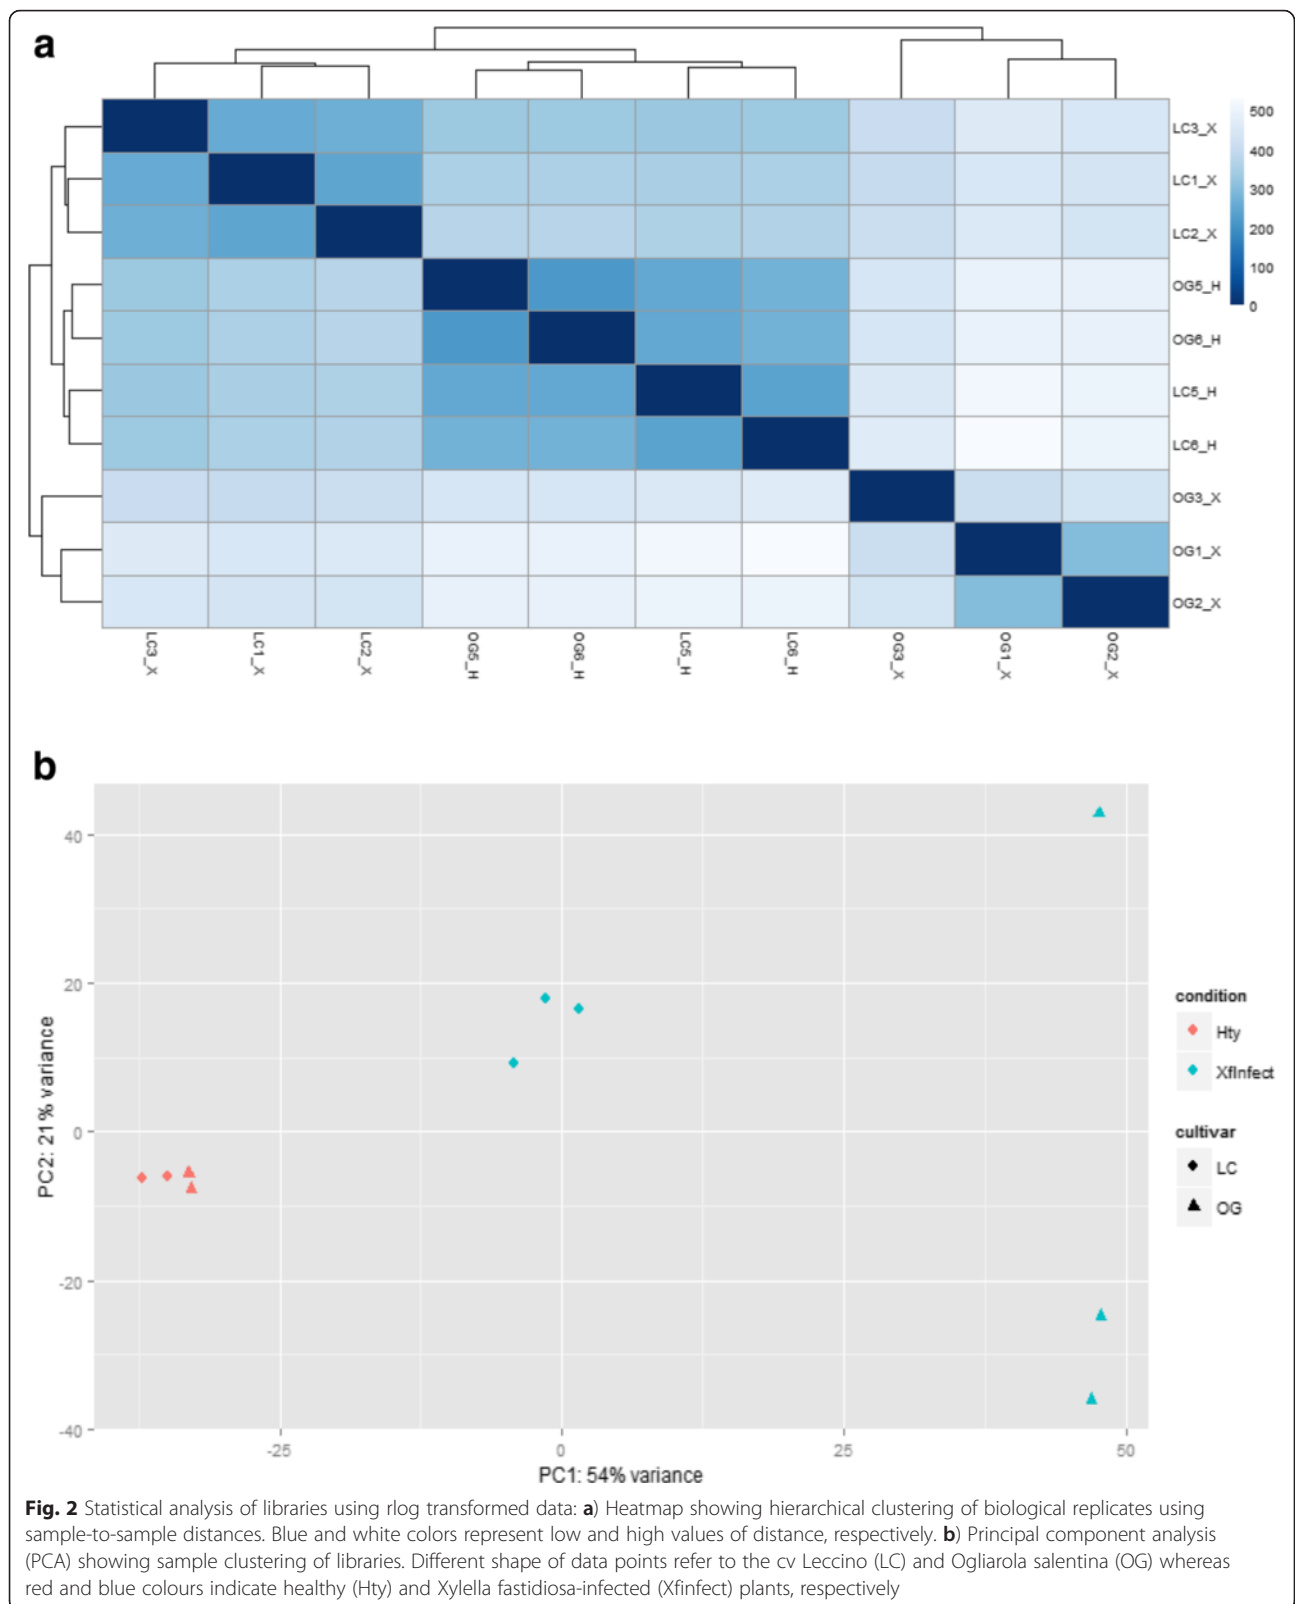 a
500
400
300
200
100
0
LC3_X
LC1_X
LC2_X
OG5_H
OG6_H
LC5_H
LC6_H
OG3_X
OG1_X
OG2_X
LC3_X
LC1_X
LC2_X
OG5_H
OG6_H
LC5_H
LC6_H
OG3_X
OG1_X
OG2_X
b
40
20
0
-20
-40
PC2: 21% variance
-25
0
25
50
PC1: 54% variance
condition
Hty
XfInfect
cultivar
LC
OG
Fig. 2 Statistical analysis of libraries using rlog transformed data: a) Heatmap showing hierarchical clustering of biological replicates using
sample-to-sample distances. Blue and white colors represent low and high values of distance, respectively. b) Principal component analysis
(PCA) showing sample clustering of libraries. Different shape of data points refer to the cv Leccino (LC) and Ogliarola salentina (OG) whereas
red and blue colours indicate healthy (Hty) and Xylella fastidiosa-infected (Xfinfect) plants, respectively